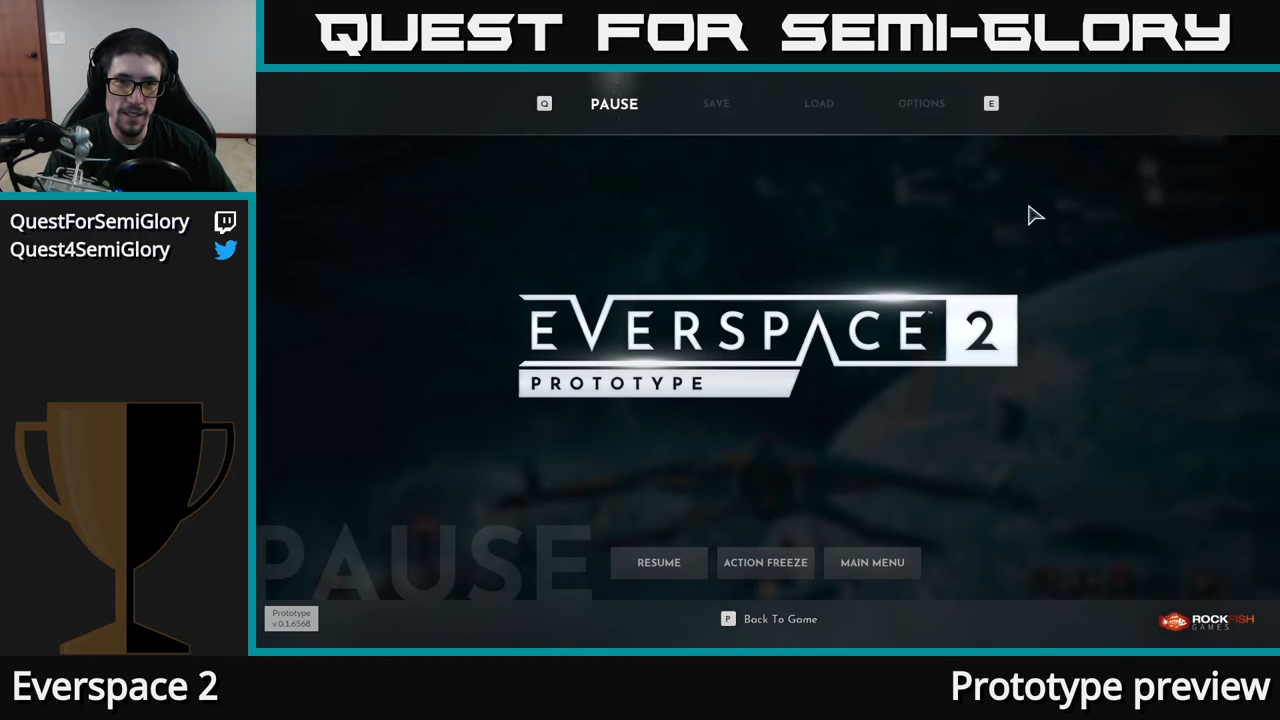 QUEST FOR SEMI-GLORY
Q PAUSE SAVE LOAD OPTIONS E
QuestForSemiGlory
Quest4SemiGlory
EVERSPACE™ 2
PROTOTYPE
PAUSE
RESUME ACTION FREEZE MAIN MENU
Prototype
v 0.1.6568
P Back To Game
ROCKFISH
GAMES
Everspace 2
Prototype preview